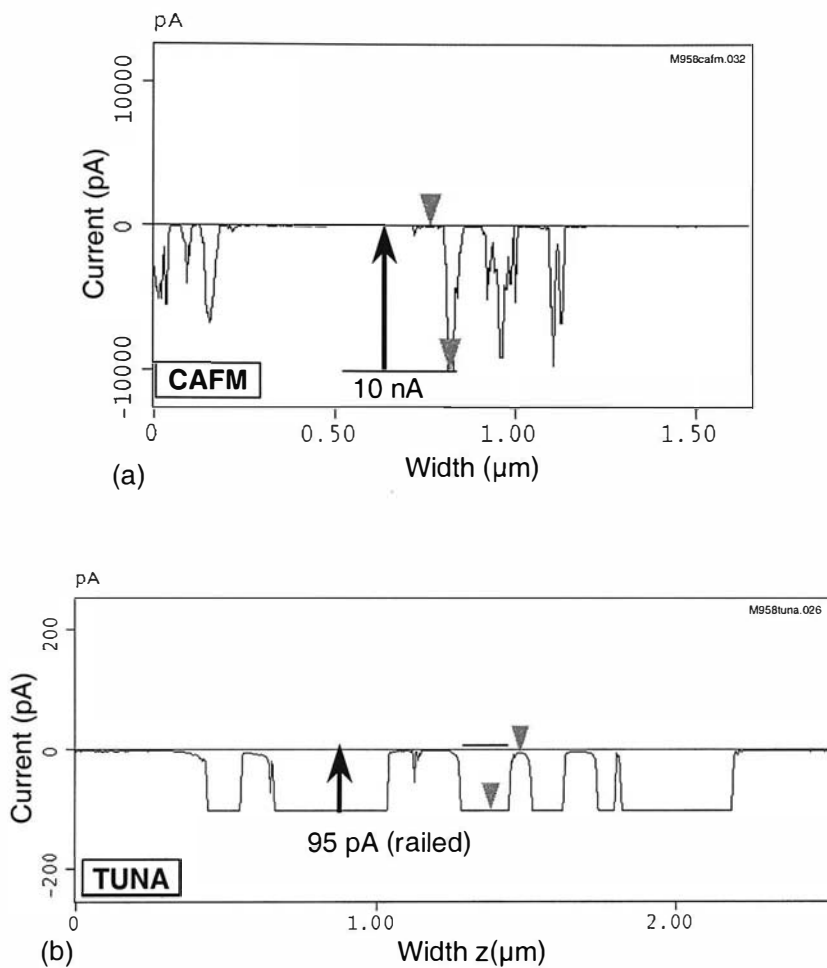 pA
M958cafm.032
10000
0
-10000
Current (pA)
CAFM
10 nA
0
0.50
1.00
1.50
Width (μm)
(a)
pA
M958tuna.026
200
0
-200
Current (pA)
95 pA (railed)
TUNA
0
1.00
2.00
Width z(μm)
(b)